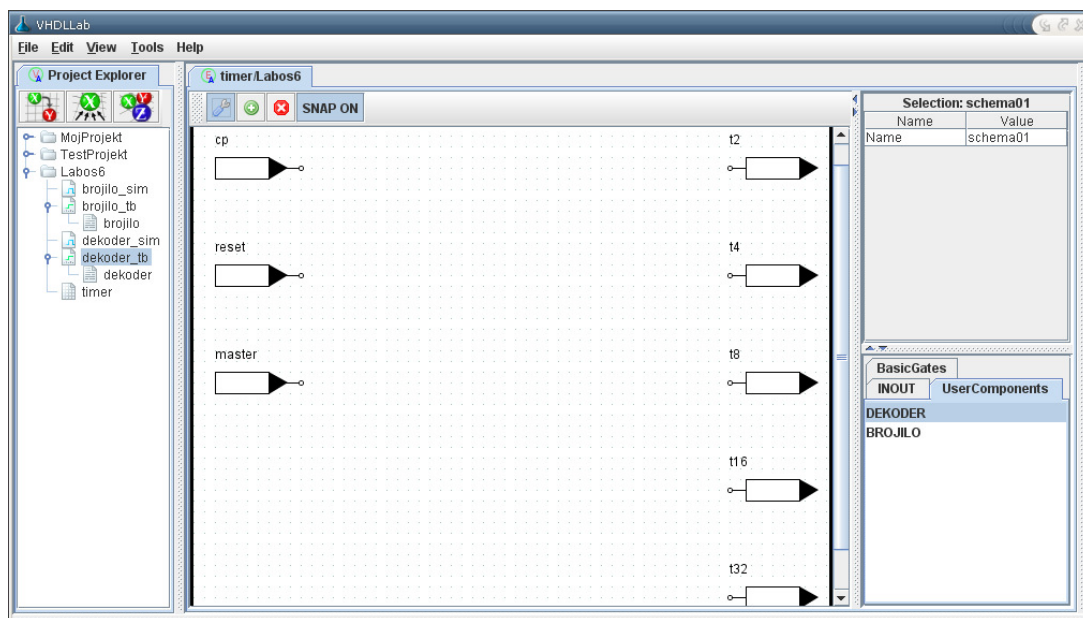 VHDLLab
File Edit View Tools Help
Project Explorer
MojProjekt
TestProjekt
Labos6
brojilo_sim
brojilo_tb
brojilo
dekoder_sim
dekoder_tb
dekoder
timer
timer/Labos6
SNAP ON
cp
t2
reset
t4
master
t8
t16
t32
Selection: schema01
Name Value
Name schema01
BasicGates
INOUT UserComponents
DEKODER
BROJILO